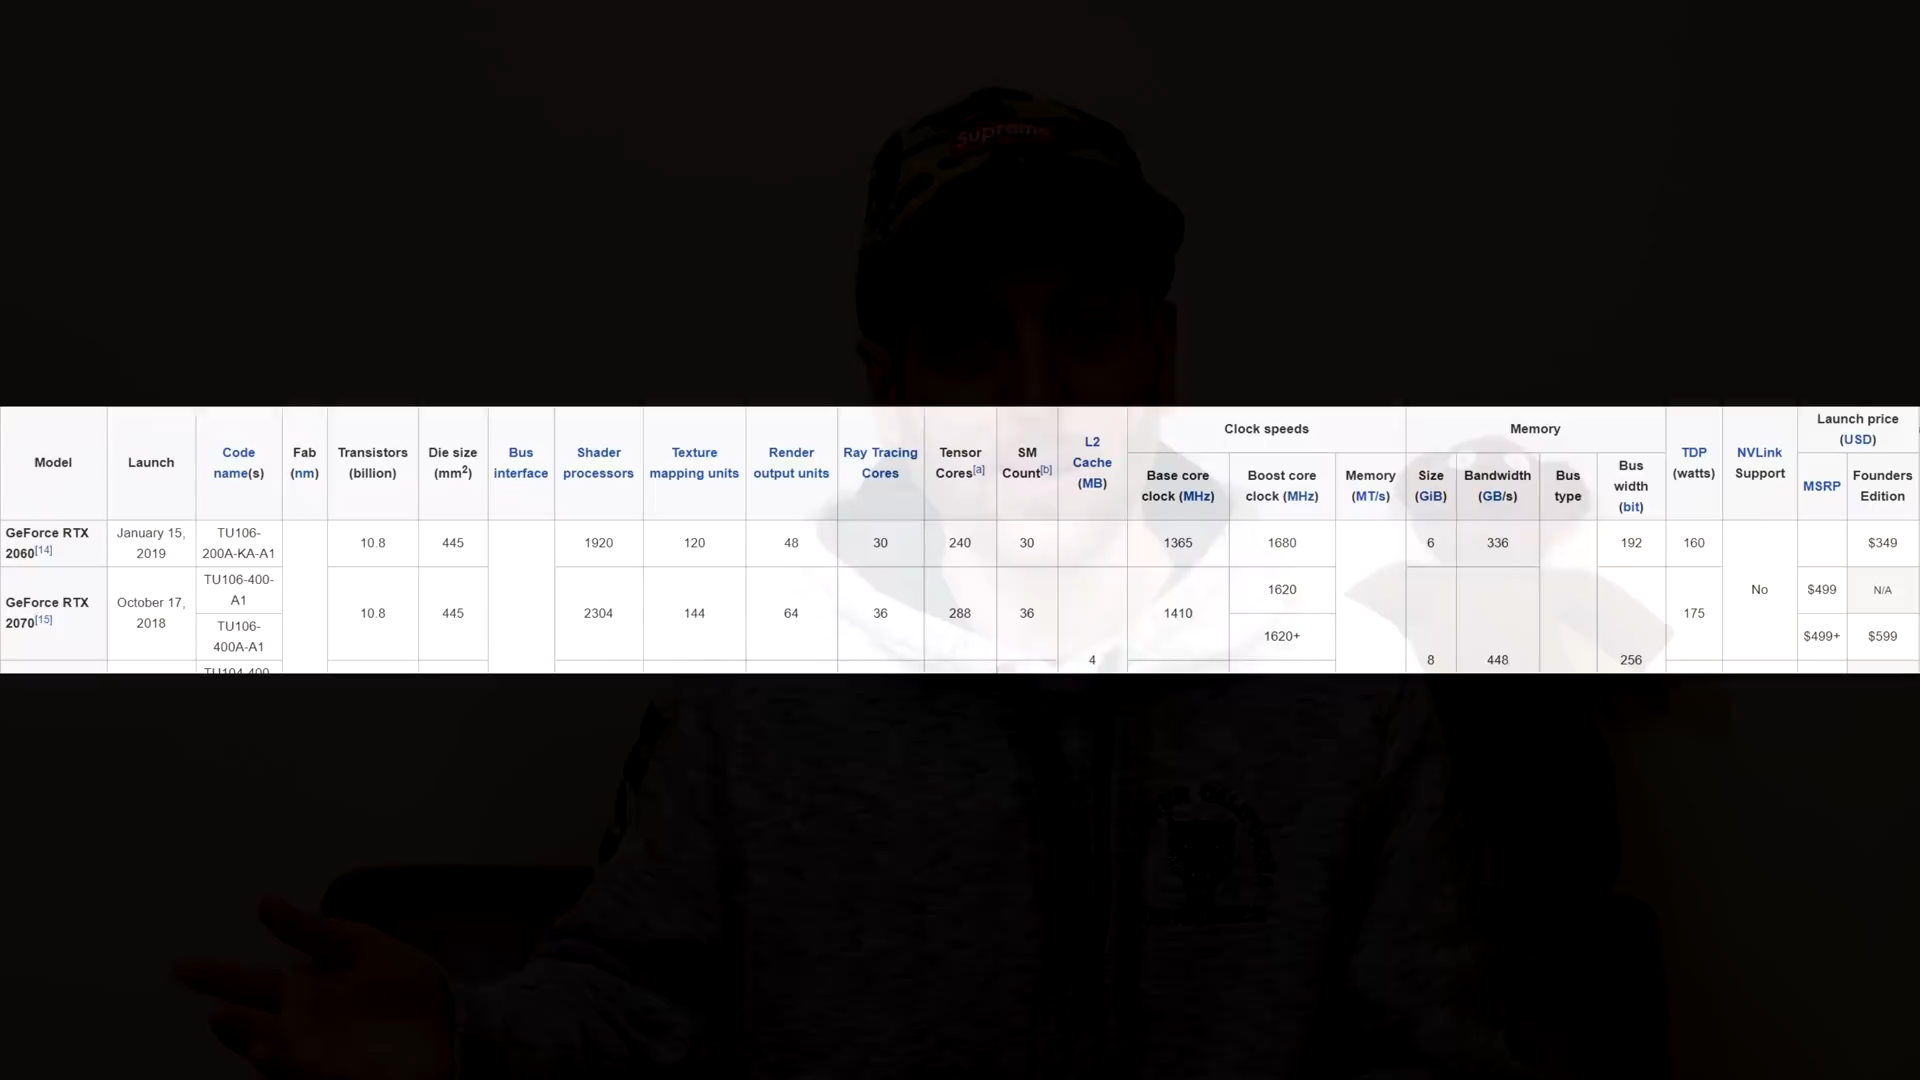 supreme
Model
Launch
Code
name(s)
Fab
(nm)
Transistors
(billion)
Die size
(mm2)
Bus
interface
Shader
processors
Texture
mapping units
Render
output units
Ray Tracing
Cores
Tensor
Cores[a]
SM
Count[b]
L2
Cache
(MB)
Clock speeds
Base core
clock (MHz)
Boost core
clock (MHz)
Memory
(MT/s)
Memory
Size
(GiB)
Bandwidth
(GB/s)
Bus
type
Bus
width
(bit)
TDP
(watts)
NVLink
Support
Launch price
(USD)
MSRP
Founders
Edition
GeForce RTX
2060[14]
January 15,
2019
TU106-
200A-KA-A1
10.8
445
1920
120
48
30
240
30
1365
1680
6
336
192
160
$349
GeForce RTX
2070[15]
October 17,
2018
TU106-400-
A1
TU106-
400A-A1
10.8
445
2304
144
64
36
288
36
4
1410
1620
1620+
8
448
256
175
No
$499
N/A
$499+
$599
TU104-400